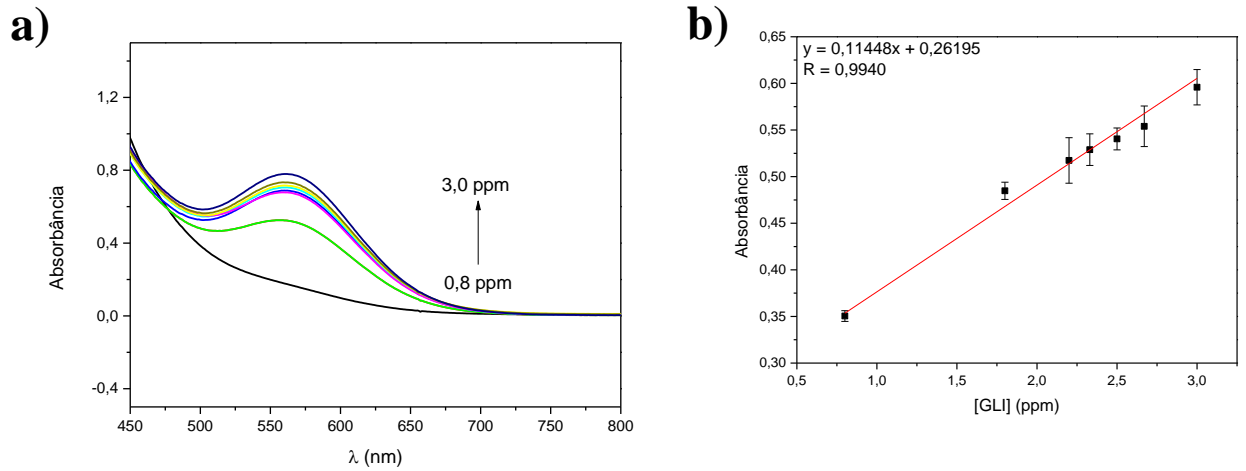 a)
1,2
0,8
0,4
0,0
-0,4
450 500 550 600 650 700 750 800
Absorbância
λ (nm)
3,0 ppm
0,8 ppm
b)
y = 0,11448x + 0,26195
R = 0,9940
0,65
0,60
0,55
0,50
0,45
0,40
0,35
0,30
0,5 1,0 1,5 2,0 2,5 3,0
Absorbância
[GLI] (ppm)